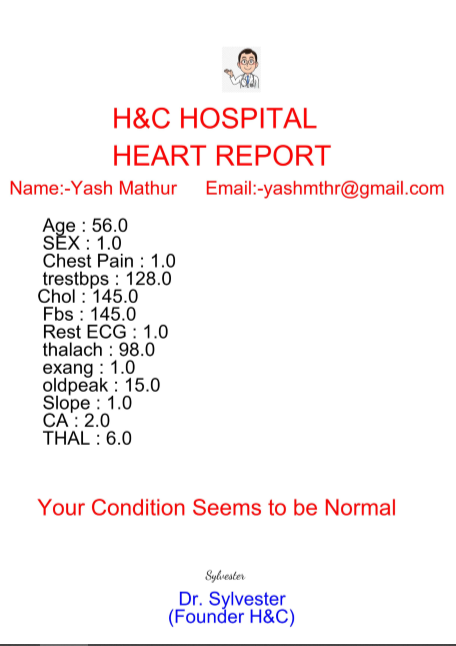 H&C HOSPITAL
HEART REPORT
Name:-Yash Mathur Email:-yashmthr@gmail.com
Age : 56.0
SEX : 1.0
Chest Pain : 1.0
trestbps : 128.0
Chol : 145.0
Fbs : 145.0
Rest ECG : 1.0
thalach : 98.0
exang : 1.0
oldpeak : 15.0
Slope : 1.0
CA : 2.0
THAL : 6.0
Your Condition Seems to be Normal
Sylvester
Dr. Sylvester
(Founder H&C)